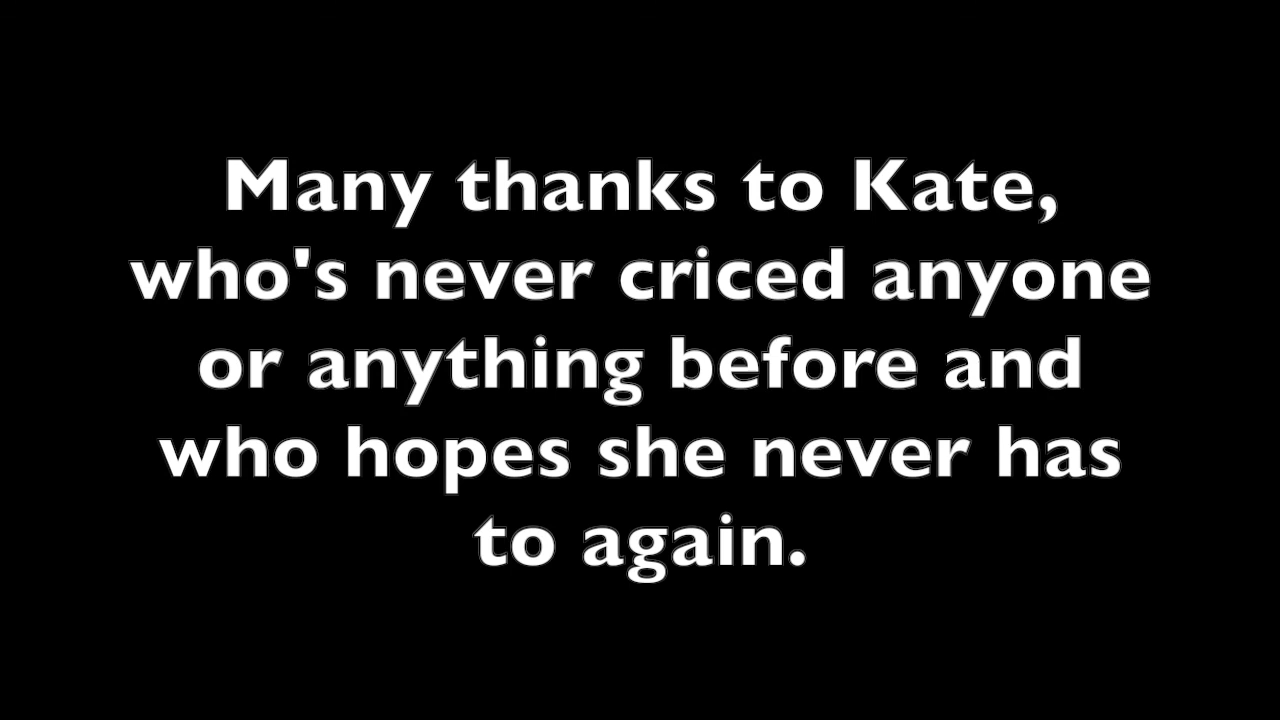 Many thanks to Kate,
who's never criced anyone
or anything before and
who hopes she never has
to again.